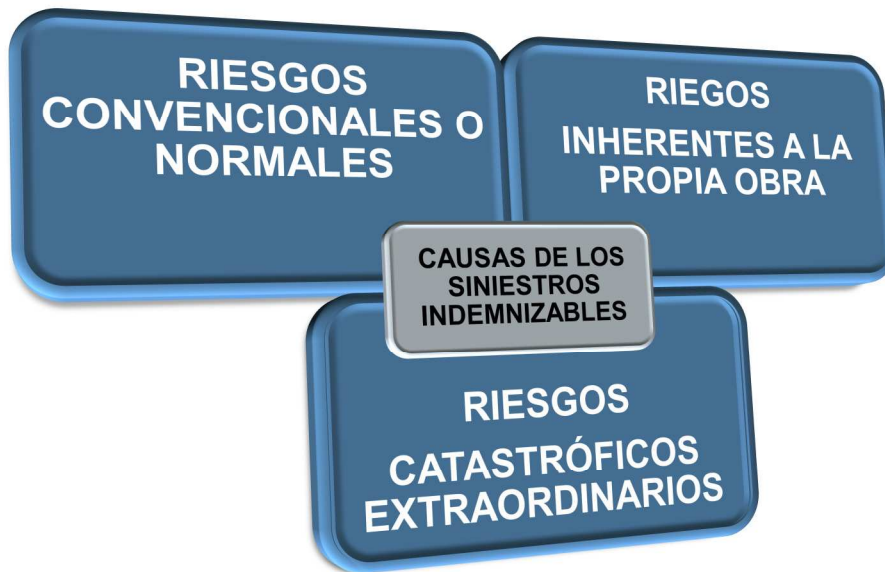 RIESGOS
CONVENCIONALES O
NORMALES
RIEGOS
INHERENTES A LA
PROPIA OBRA
CAUSAS DE LOS
SINIESTROS
INDEMNIZABLES
RIESGOS
CATASTRÓFICOS
EXTRAORDINARIOS